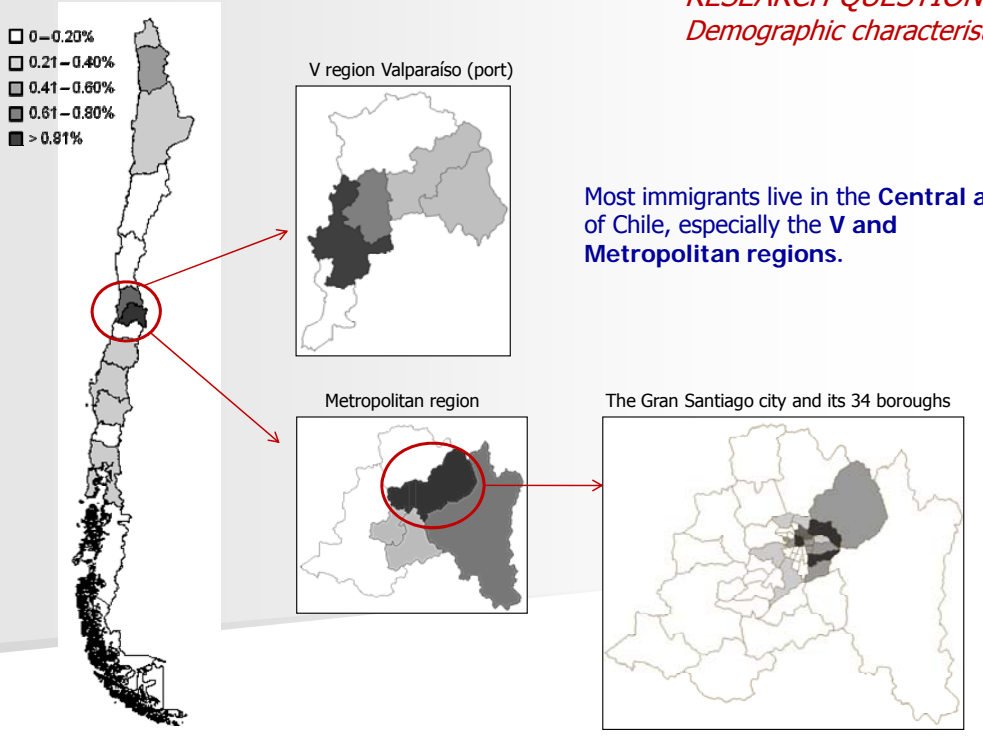 RESEARCH QUESTION
Demographic characterist
0 – 0.20%
0.21 – 0.40%
0.41 – 0.60%
0.61 – 0.80%
> 0.81%
V region Valparaíso (port)
Most immigrants live in the Central a
of Chile, especially the V and
Metropolitan regions.
Metropolitan region
The Gran Santiago city and its 34 boroughs